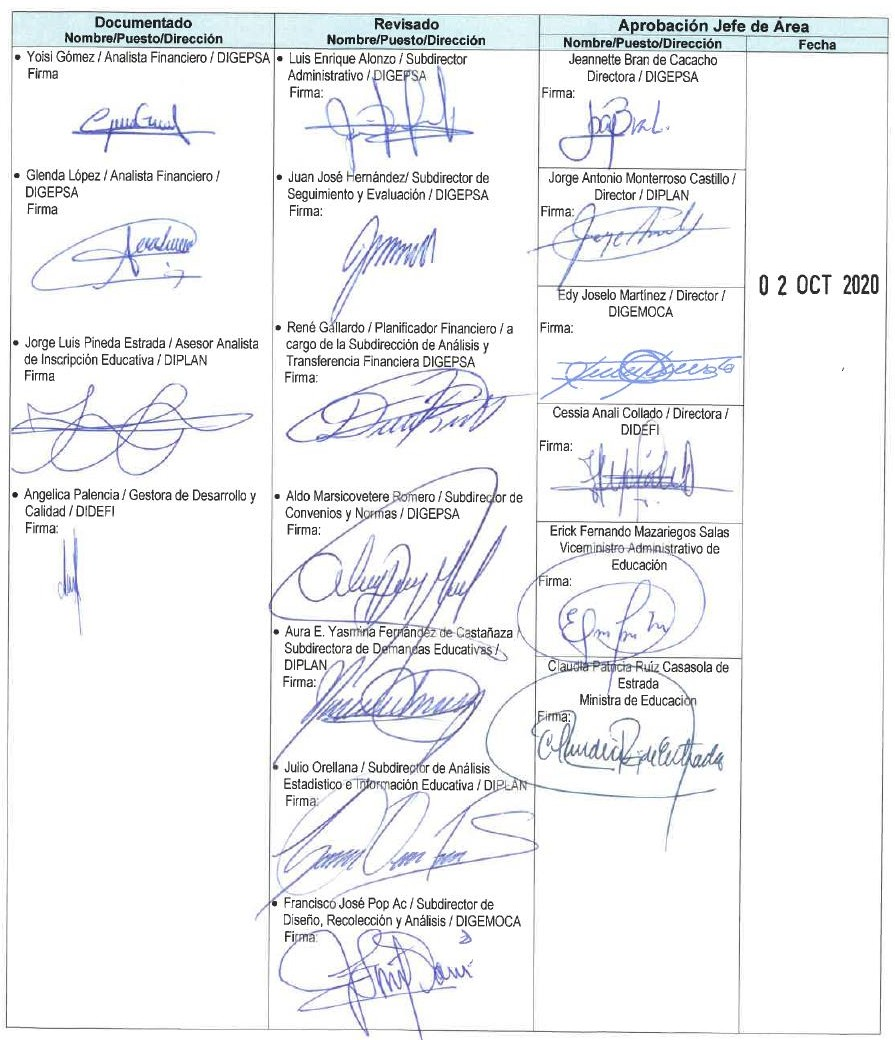 Documentado
Nombre/Puesto/Dirección
• Yoisi Gómez / Analista Financiero / DIGEPSA
Firma
• Glenda López / Analista Financiero /
DIGEPSA
Firma
• Jorge Luis Pineda Estrada / Asesor Analista
de Inscripción Educativa / DIPLAN
Firma
• Angelica Palencia / Gestora de Desarrollo y
Calidad / DIDEFI
Firma:
Revisado
Nombre/Puesto/Dirección
• Luis Enrique Alonzo / Subdirector
Administrativo / DIGEPSA
Firma:
• Juan José Hernández/ Subdirector de
Seguimiento y Evaluación / DIGEPSA
Firma:
• René Gallardo / Planificador Financiero / a
cargo de la Subdirección de Análisis y
Transferencia Financiera DIGEPSA
Firma:
• Aldo Marsicovetere Romero / Subdirector de
Convenios y Normas / DIGEPSA
Firma:
• Aura E. Yasmina Fernández de Castañaza /
Subdirectora de Demandas Educativas /
DIPLAN
Firma:
• Julio Orellana / Subdirector de Análisis
Estadístico e Información Educativa / DIPLAN
Firma:
• Francisco José Pop Ac / Subdirector de
Diseño, Recolección y Análisis / DIGEMOCA
Firma:
Aprobación Jefe de Área
Nombre/Puesto/Dirección
Jeannette Bran de Cacacho
Directora / DIGEPSA
Firma:
Jorge Antonio Monterroso Castillo /
Director / DIPLAN
Firma:
Edy Joselo Martínez / Director /
DIGEMOCA
Firma:
Cessia Analí Collado / Directora /
DIDEFI
Firma:
Erick Fernando Mazariegos Salas
Viceministro Administrativo de
Educación
Firma:
Claudia Patricia Ruíz Casasola de
Estrada
Ministra de Educación
Firma:
Fecha
02 OCT 2020